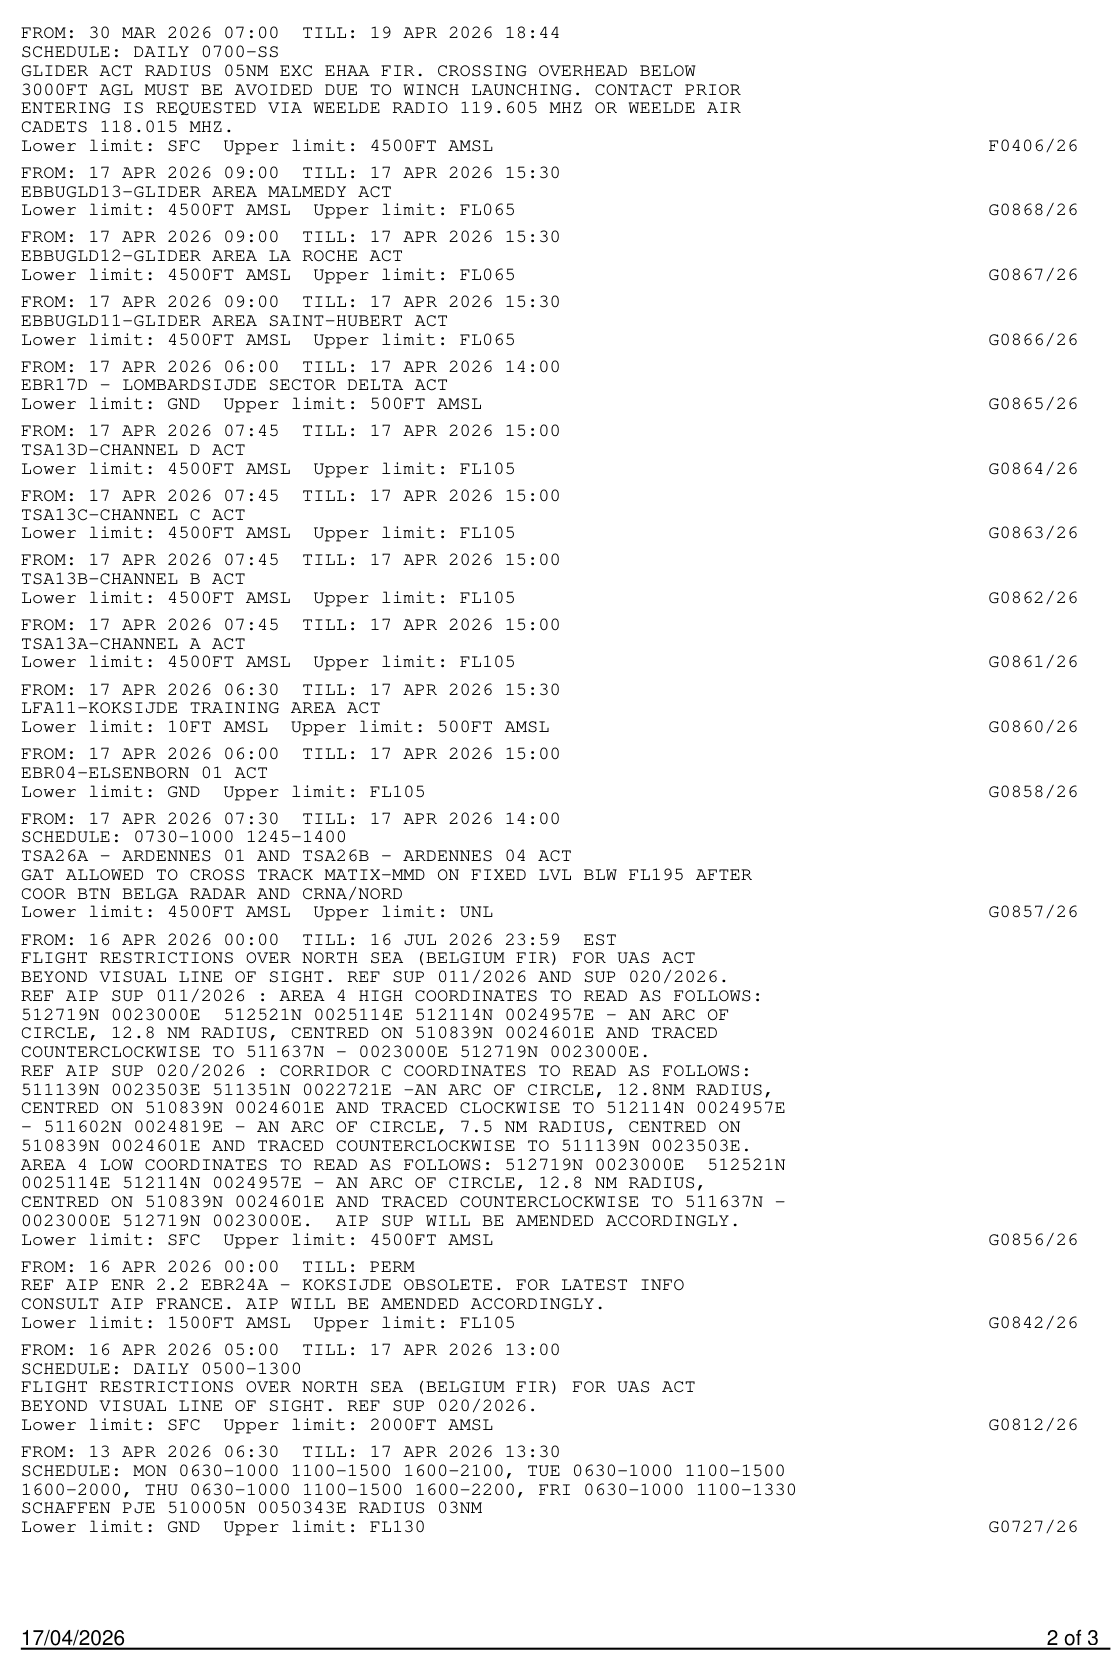 FROM: 30 MAR 2026 07:00  TILL: 19 APR 2026 18:44
SCHEDULE: DAILY 0700-SS
GLIDER ACT RADIUS 05NM EXC EHAA FIR. CROSSING OVERHEAD BELOW
3000FT AGL MUST BE AVOIDED DUE TO WINCH LAUNCHING. CONTACT PRIOR
ENTERING IS REQUESTED VIA WEELDE RADIO 119.605 MHZ OR WEELDE AIR
CADETS 118.015 MHZ.
Lower limit: SFC  Upper limit: 4500FT AMSL F0406/26
FROM: 17 APR 2026 09:00  TILL: 17 APR 2026 15:30
EBBUGLD13-GLIDER AREA MALMEDY ACT
Lower limit: 4500FT AMSL  Upper limit: FL065 G0868/26
FROM: 17 APR 2026 09:00  TILL: 17 APR 2026 15:30
EBBUGLD12-GLIDER AREA LA ROCHE ACT
Lower limit: 4500FT AMSL  Upper limit: FL065 G0867/26
FROM: 17 APR 2026 09:00  TILL: 17 APR 2026 15:30
EBBUGLD11-GLIDER AREA SAINT-HUBERT ACT
Lower limit: 4500FT AMSL  Upper limit: FL065 G0866/26
FROM: 17 APR 2026 06:00  TILL: 17 APR 2026 14:00
EBR17D - LOMBARDSIJDE SECTOR DELTA ACT
Lower limit: GND  Upper limit: 500FT AMSL G0865/26
FROM: 17 APR 2026 07:45  TILL: 17 APR 2026 15:00
TSA13D-CHANNEL D ACT
Lower limit: 4500FT AMSL  Upper limit: FL105 G0864/26
FROM: 17 APR 2026 07:45  TILL: 17 APR 2026 15:00
TSA13C-CHANNEL C ACT
Lower limit: 4500FT AMSL  Upper limit: FL105 G0863/26
FROM: 17 APR 2026 07:45  TILL: 17 APR 2026 15:00
TSA13B-CHANNEL B ACT
Lower limit: 4500FT AMSL  Upper limit: FL105 G0862/26
FROM: 17 APR 2026 07:45  TILL: 17 APR 2026 15:00
TSA13A-CHANNEL A ACT
Lower limit: 4500FT AMSL  Upper limit: FL105 G0861/26
FROM: 17 APR 2026 06:30  TILL: 17 APR 2026 15:30
LFA11-KOKSIJDE TRAINING AREA ACT
Lower limit: 10FT AMSL  Upper limit: 500FT AMSL G0860/26
FROM: 17 APR 2026 06:00  TILL: 17 APR 2026 15:00
EBR04-ELSENBORN 01 ACT
Lower limit: GND  Upper limit: FL105 G0858/26
FROM: 17 APR 2026 07:30  TILL: 17 APR 2026 14:00
SCHEDULE: 0730-1000 1245-1400
TSA26A - ARDENNES 01 AND TSA26B - ARDENNES 04 ACT
GAT ALLOWED TO CROSS TRACK MATIX-MMD ON FIXED LVL BLW FL195 AFTER
COOR BTN BELGA RADAR AND CRNA/NORD
Lower limit: 4500FT AMSL  Upper limit: UNL G0857/26
FROM: 16 APR 2026 00:00  TILL: 16 JUL 2026 23:59  EST
FLIGHT RESTRICTIONS OVER NORTH SEA (BELGIUM FIR) FOR UAS ACT
BEYOND VISUAL LINE OF SIGHT. REF SUP 011/2026 AND SUP 020/2026.
REF AIP SUP 011/2026 : AREA 4 HIGH COORDINATES TO READ AS FOLLOWS:
512719N 0023000E  512521N 0025114E 512114N 0024957E - AN ARC OF
CIRCLE, 12.8 NM RADIUS, CENTRED ON 510839N 0024601E AND TRACED
COUNTERCLOCKWISE TO 511637N - 0023000E 512719N 0023000E.
REF AIP SUP 020/2026 : CORRIDOR C COORDINATES TO READ AS FOLLOWS:
511139N 0023503E 511351N 0022721E -AN ARC OF CIRCLE, 12.8NM RADIUS,
CENTRED ON 510839N 0024601E AND TRACED CLOCKWISE TO 512114N 0024957E
- 511602N 0024819E - AN ARC OF CIRCLE, 7.5 NM RADIUS, CENTRED ON
510839N 0024601E AND TRACED COUNTERCLOCKWISE TO 511139N 0023503E.
AREA 4 LOW COORDINATES TO READ AS FOLLOWS: 512719N 0023000E  512521N
0025114E 512114N 0024957E - AN ARC OF CIRCLE, 12.8 NM RADIUS,
CENTRED ON 510839N 0024601E AND TRACED COUNTERCLOCKWISE TO 511637N -
0023000E 512719N 0023000E.  AIP SUP WILL BE AMENDED ACCORDINGLY.
Lower limit: SFC  Upper limit: 4500FT AMSL G0856/26
FROM: 16 APR 2026 00:00  TILL: PERM
REF AIP ENR 2.2 EBR24A - KOKSIJDE OBSOLETE. FOR LATEST INFO
CONSULT AIP FRANCE. AIP WILL BE AMENDED ACCORDINGLY.
Lower limit: 1500FT AMSL  Upper limit: FL105 G0842/26
FROM: 16 APR 2026 05:00  TILL: 17 APR 2026 13:00
SCHEDULE: DAILY 0500-1300
FLIGHT RESTRICTIONS OVER NORTH SEA (BELGIUM FIR) FOR UAS ACT
BEYOND VISUAL LINE OF SIGHT. REF SUP 020/2026.
Lower limit: SFC  Upper limit: 2000FT AMSL G0812/26
FROM: 13 APR 2026 06:30  TILL: 17 APR 2026 13:30
SCHEDULE: MON 0630-1000 1100-1500 1600-2100, TUE 0630-1000 1100-1500
1600-2000, THU 0630-1000 1100-1500 1600-2200, FRI 0630-1000 1100-1330
SCHAFFEN PJE 510005N 0050343E RADIUS 03NM
Lower limit: GND  Upper limit: FL130 G0727/26
17/04/2026 2 of 3